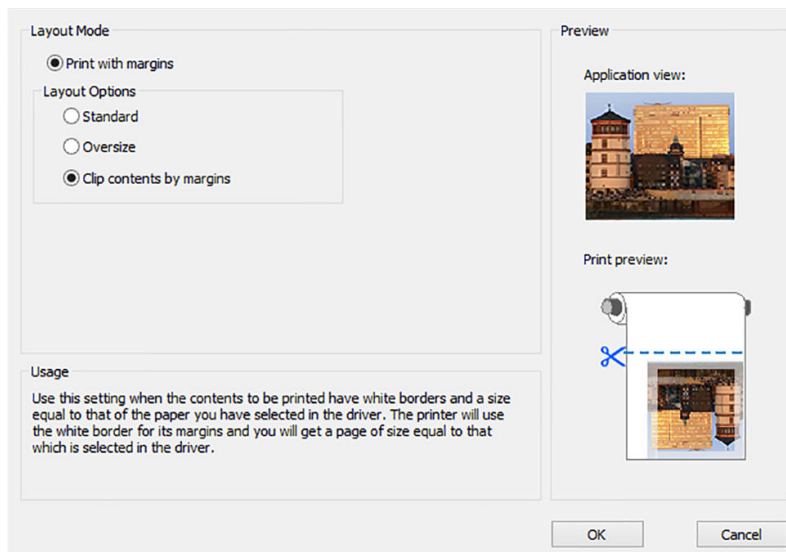 Layout Mode
Print with margins
Layout Options
Standard
Oversize
Clip contents by margins
Usage
Use this setting when the contents to be printed have white borders and a size
equal to that of the paper you have selected in the driver. The printer will use
the white border for its margins and you will get a page of size equal to that
which is selected in the driver.
Preview
Application view:
Print preview:
OK
Cancel